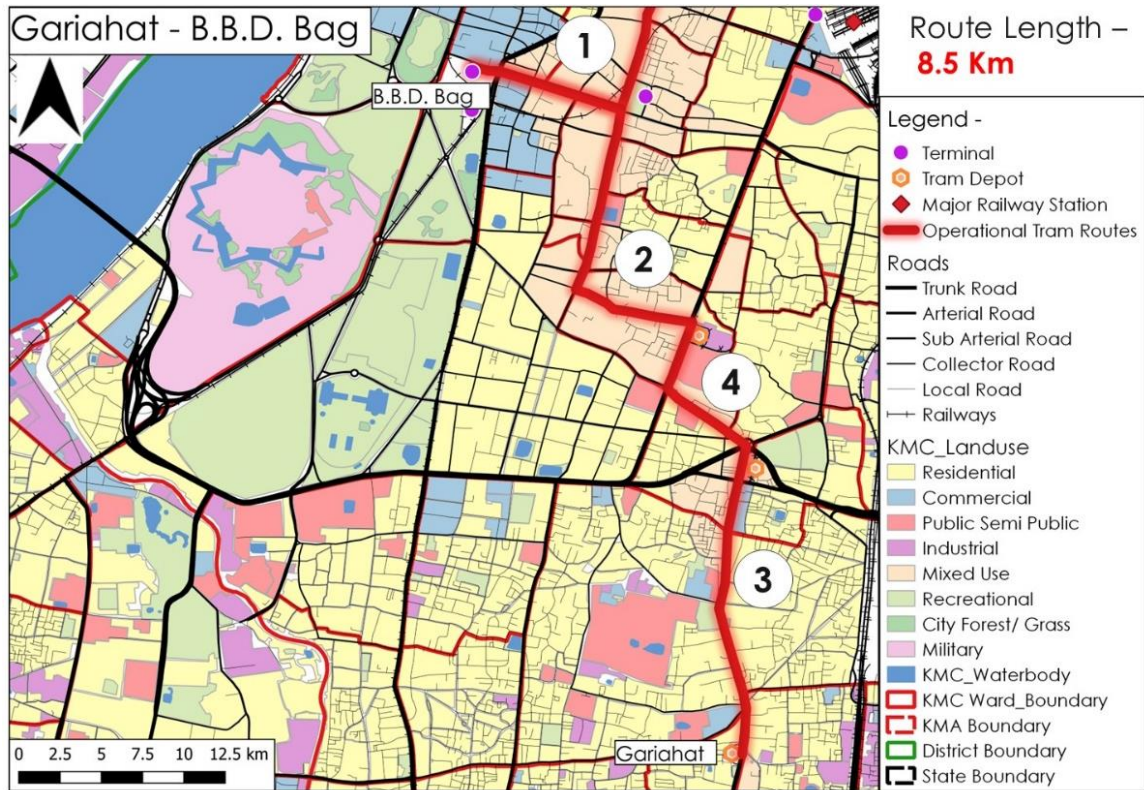 Gariahat - B.B.D. Bag
1
B.B.D. Bag
2
4
3
Gariahat
0 2.5 5 7.5 10 12.5 km
Route Length –
8.5 Km
Legend -
Terminal
Tram Depot
Major Railway Station
Operational Tram Routes
Roads
Trunk Road
Arterial Road
Sub Arterial Road
Collector Road
Local Road
Railways
KMC_Landuse
Residential
Commercial
Public Semi Public
Industrial
Mixed Use
Recreational
City Forest/ Grass
Military
KMC_Waterbody
KMC Ward_Boundary
KMA Boundary
District Boundary
State Boundary